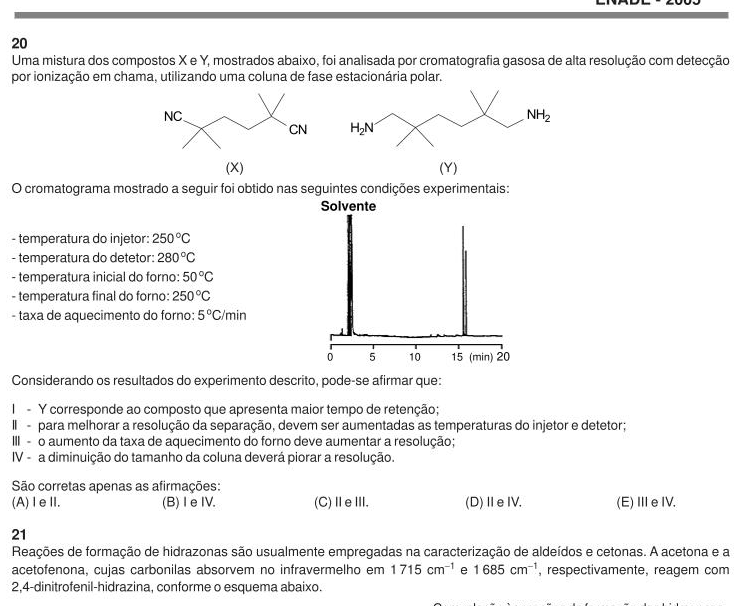 ENADE - 2005
20
Uma mistura dos compostos X e Y, mostrados abaixo, foi analisada por cromatografia gasosa de alta resolução com detecção
por ionização em chama, utilizando uma coluna de fase estacionária polar.
NC
CN
H₂N
NH₂
(X)
(Y)
O cromatograma mostrado a seguir foi obtido nas seguintes condições experimentais:
Solvente
- temperatura do injetor: 250 ºC
- temperatura do detetor: 280 ºC
- temperatura inicial do forno: 50 ºC
- temperatura final do forno: 250 ºC
- taxa de aquecimento do forno: 5 ºC/min
0 5 10 15 (min) 20
Considerando os resultados do experimento descrito, pode-se afirmar que:
I - Y corresponde ao composto que apresenta maior tempo de retenção;
II - para melhorar a resolução da separação, devem ser aumentadas as temperaturas do injetor e detetor;
III - o aumento da taxa de aquecimento do forno deve aumentar a resolução;
IV - a diminuição do tamanho da coluna deverá piorar a resolução.
São corretas apenas as afirmações:
(A) I e II. (B) I e IV. (C) II e III. (D) II e IV. (E) III e IV.
21
Reações de formação de hidrazonas são usualmente empregadas na caracterização de aldeídos e cetonas. A acetona e a
acetofenona, cujas carbonilas absorvem no infravermelho em 1 715 cm⁻¹ e 1 685 cm⁻¹, respectivamente, reagem com
2,4-dinitrofenil-hidrazina, conforme o esquema abaixo.